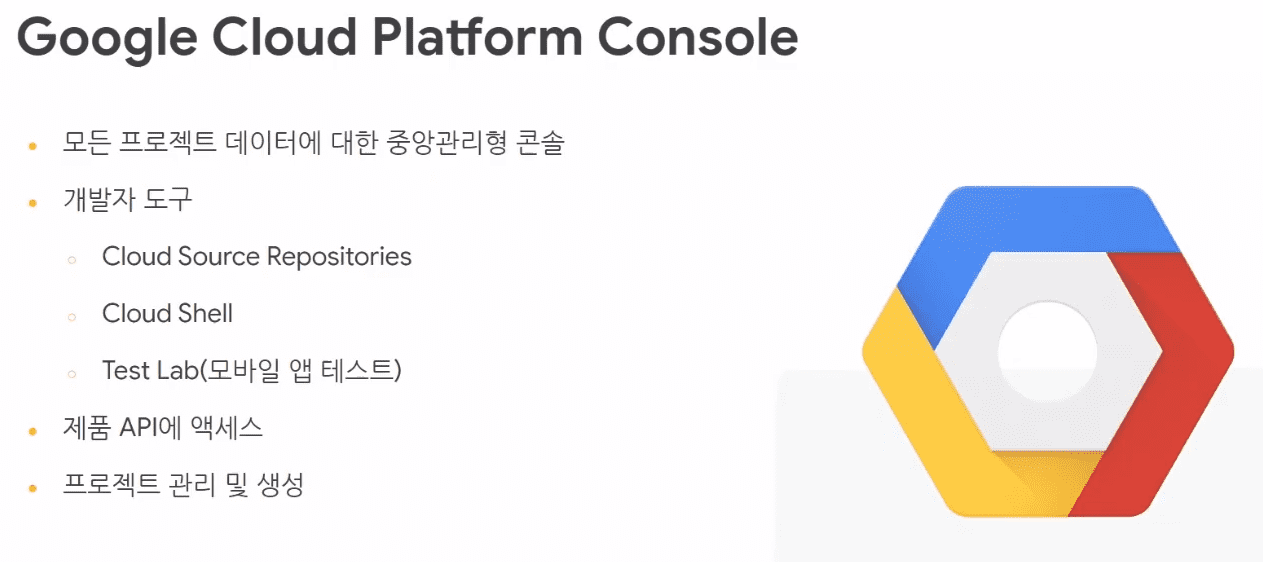 Google Cloud Platform Console
모든 프로젝트 데이터에 대한 중앙관리형 콘솔
개발자 도구
Cloud Source Repositories
Cloud Shell
Test Lab(모바일 앱 테스트)
제품 API에 액세스
프로젝트 관리 및 생성